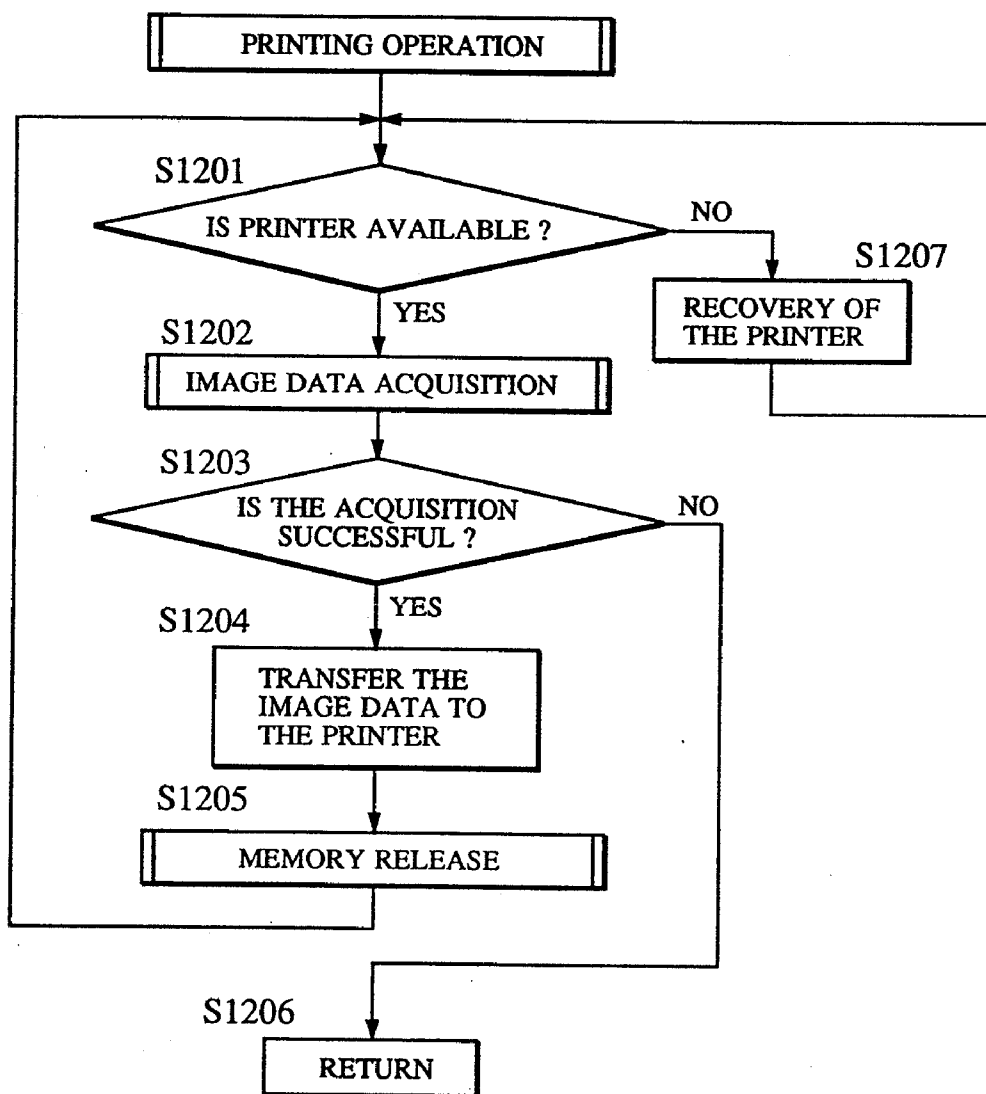 PRINTING OPERATION
S1201
IS PRINTER AVAILABLE ?
NO
S1207
RECOVERY OF
THE PRINTER
YES
S1202
IMAGE DATA ACQUISITION
S1203
IS THE ACQUISITION
SUCCESSFUL ?
NO
YES
S1204
TRANSFER THE
IMAGE DATA TO
THE PRINTER
S1205
MEMORY RELEASE
S1206
RETURN